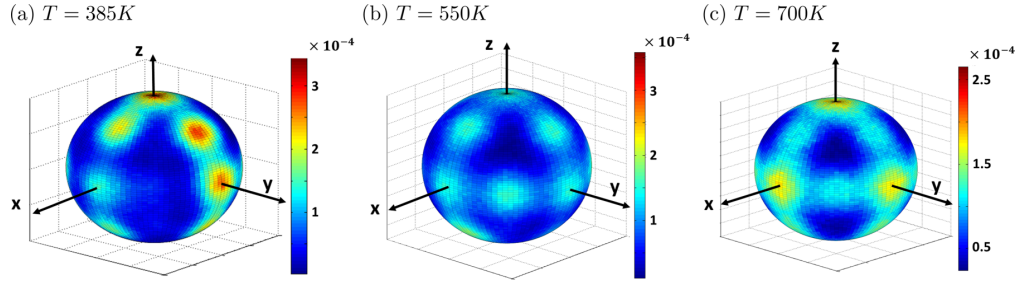 (a) T = 385K
(b) T = 550K
(c) T = 700K
z
× 10⁻⁴
3
2
1
x
y
z
× 10⁻⁴
3
2
1
x
y
z
× 10⁻⁴
2.5
1.5
0.5
x
y